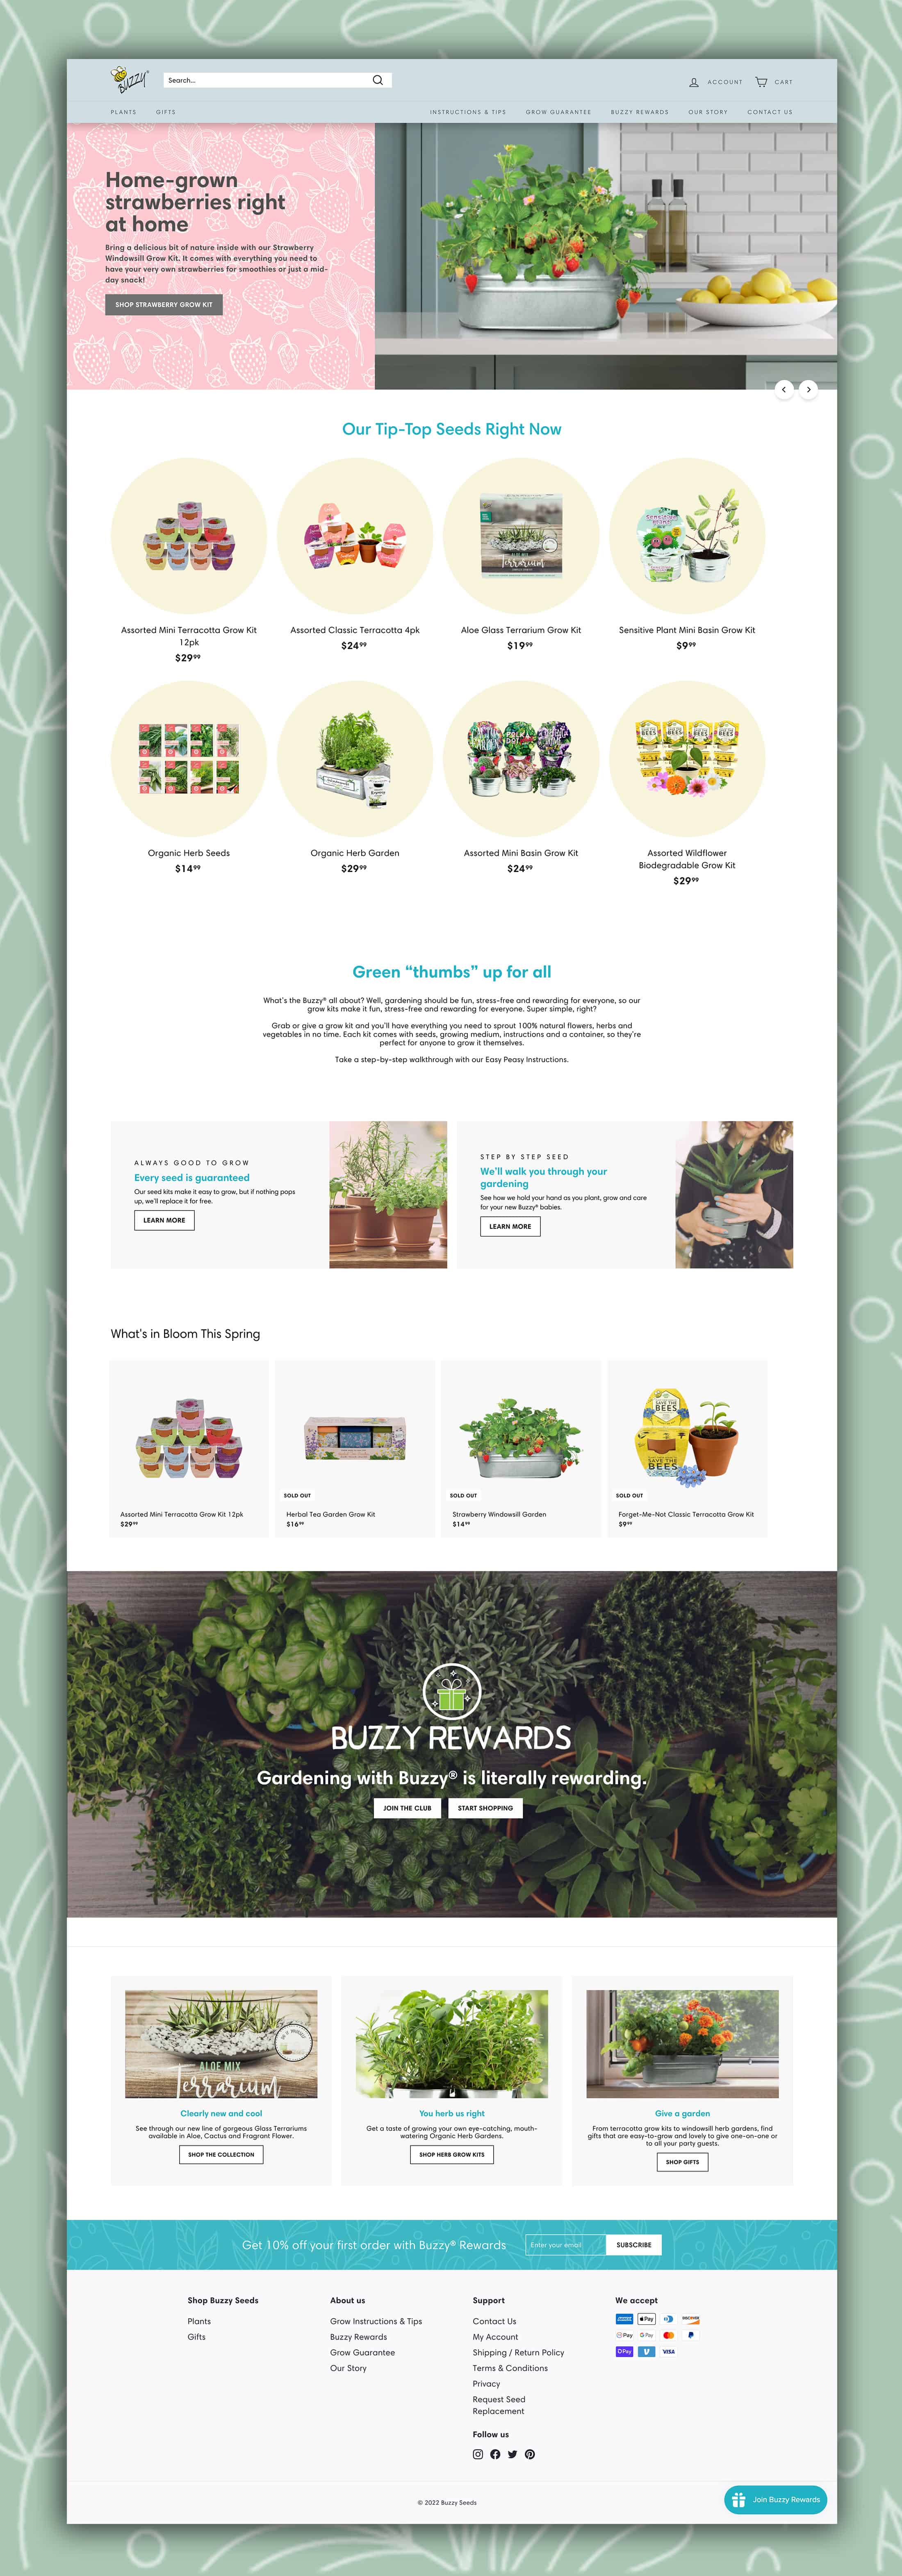 BUZZY
Search...
ACCOUNT
CART
PLANTS
GIFTS
INSTRUCTIONS & TIPS
GROW GUARANTEE
BUZZY REWARDS
OUR STORY
CONTACT US
Home-grown
strawberries right
at home
Bring a delicious bit of nature inside with our Strawberry
Windowsill Grow Kit. It comes with everything you need to
have your very own strawberries for smoothies or just a mid-
day snack!
SHOP STRAWBERRY GROW KIT
Our Tip-Top Seeds Right Now
Terrarium
Sensitive
Plant
Assorted Mini Terracotta Grow Kit
12pk
$29⁹⁹
Assorted Classic Terracotta 4pk
$24⁹⁹
Aloe Glass Terrarium Grow Kit
$19⁹⁹
Sensitive Plant Mini Basin Grow Kit
$9⁹⁹
Organic Herb Seeds
$14⁹⁹
Organic Herb Garden
$29⁹⁹
Assorted Mini Basin Grow Kit
$24⁹⁹
Assorted Wildflower
Biodegradable Grow Kit
$29⁹⁹
Green “thumbs” up for all
What's the Buzzy® all about? Well, gardening should be fun, stress-free and rewarding for everyone, so our
grow kits make it fun, stress-free and rewarding for everyone. Super simple, right?
Grab or give a grow kit and you'll have everything you need to sprout 100% natural flowers, herbs and
vegetables in no time. Each kit comes with seeds, growing medium, instructions and a container, so they're
perfect for anyone to grow it themselves.
Take a step-by-step walkthrough with our Easy Peasy Instructions.
ALWAYS GOOD TO GROW
Every seed is guaranteed
Our seed kits make it easy to grow, but if nothing pops
up, we'll replace it for free.
LEARN MORE
STEP BY STEP SEED
We'll walk you through your
gardening
See how we hold your hand as you plant, grow and care
for your new Buzzy® babies.
LEARN MORE
What's in Bloom This Spring
SAVE THE
BEES
SAVE THE
BEES
SOLD OUT
SOLD OUT
SOLD OUT
Assorted Mini Terracotta Grow Kit 12pk
$29⁹⁹
Herbal Tea Garden Grow Kit
$16⁹⁹
Strawberry Windowsill Garden
$14⁹⁹
Forget-Me-Not Classic Terracotta Grow Kit
$9⁹⁹
BUZZY REWARDS
Gardening with Buzzy® is literally rewarding.
JOIN THE CLUB
START SHOPPING
ALOE MIX
Terrarium
Clearly new and cool
See through our new line of gorgeous Glass Terrariums
available in Aloe, Cactus and Fragrant Flower.
SHOP THE COLLECTION
You herb us right
Get a taste of growing your own eye-catching, mouth-
watering Organic Herb Gardens.
SHOP HERB GROW KITS
Give a garden
From terracotta grow kits to windowsill herb gardens, find
gifts that are easy-to-grow and lovely to give one-on-one or
to all your party guests.
SHOP GIFTS
Get 10% off your first order with Buzzy® Rewards
Enter your email
SUBSCRIBE
Shop Buzzy Seeds
Plants
Gifts
About us
Grow Instructions & Tips
Buzzy Rewards
Grow Guarantee
Our Story
Support
Contact Us
My Account
Shipping / Return Policy
Terms & Conditions
Privacy
Request Seed
Replacement
Follow us
We accept
Pay
DISCOVER
Pay
G Pay
OPay
VISA
© 2022 Buzzy Seeds
Join Buzzy Rewards